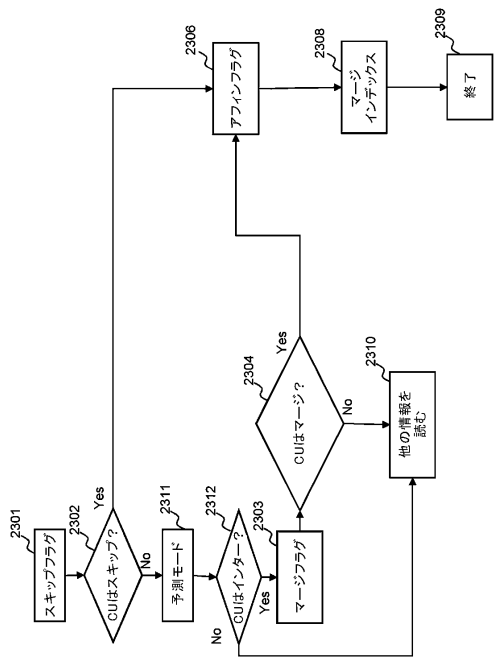 2301
スキップフラグ
2302
CUはスキップ？
Yes
No
2311
予測モード
2312
CUはインター？
No
Yes
2303
マージフラグ
2304
CUはマージ？
Yes
No
2306
アフィンフラグ
2308
マージ
インデックス
2309
終了
2310
他の情報を
読む